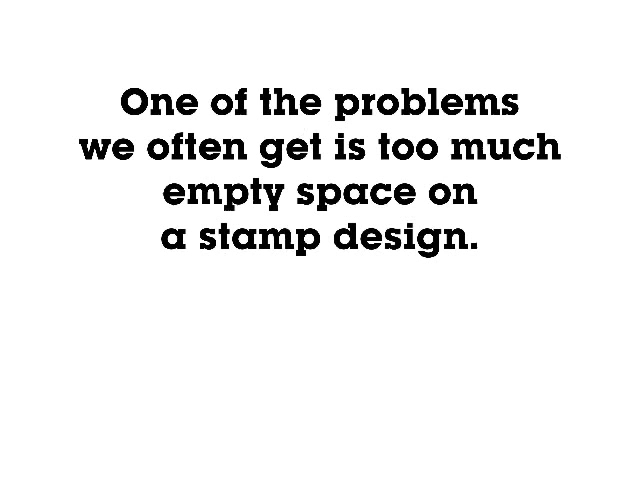 One of the problems
we often get is too much
empty space on
a stamp design.